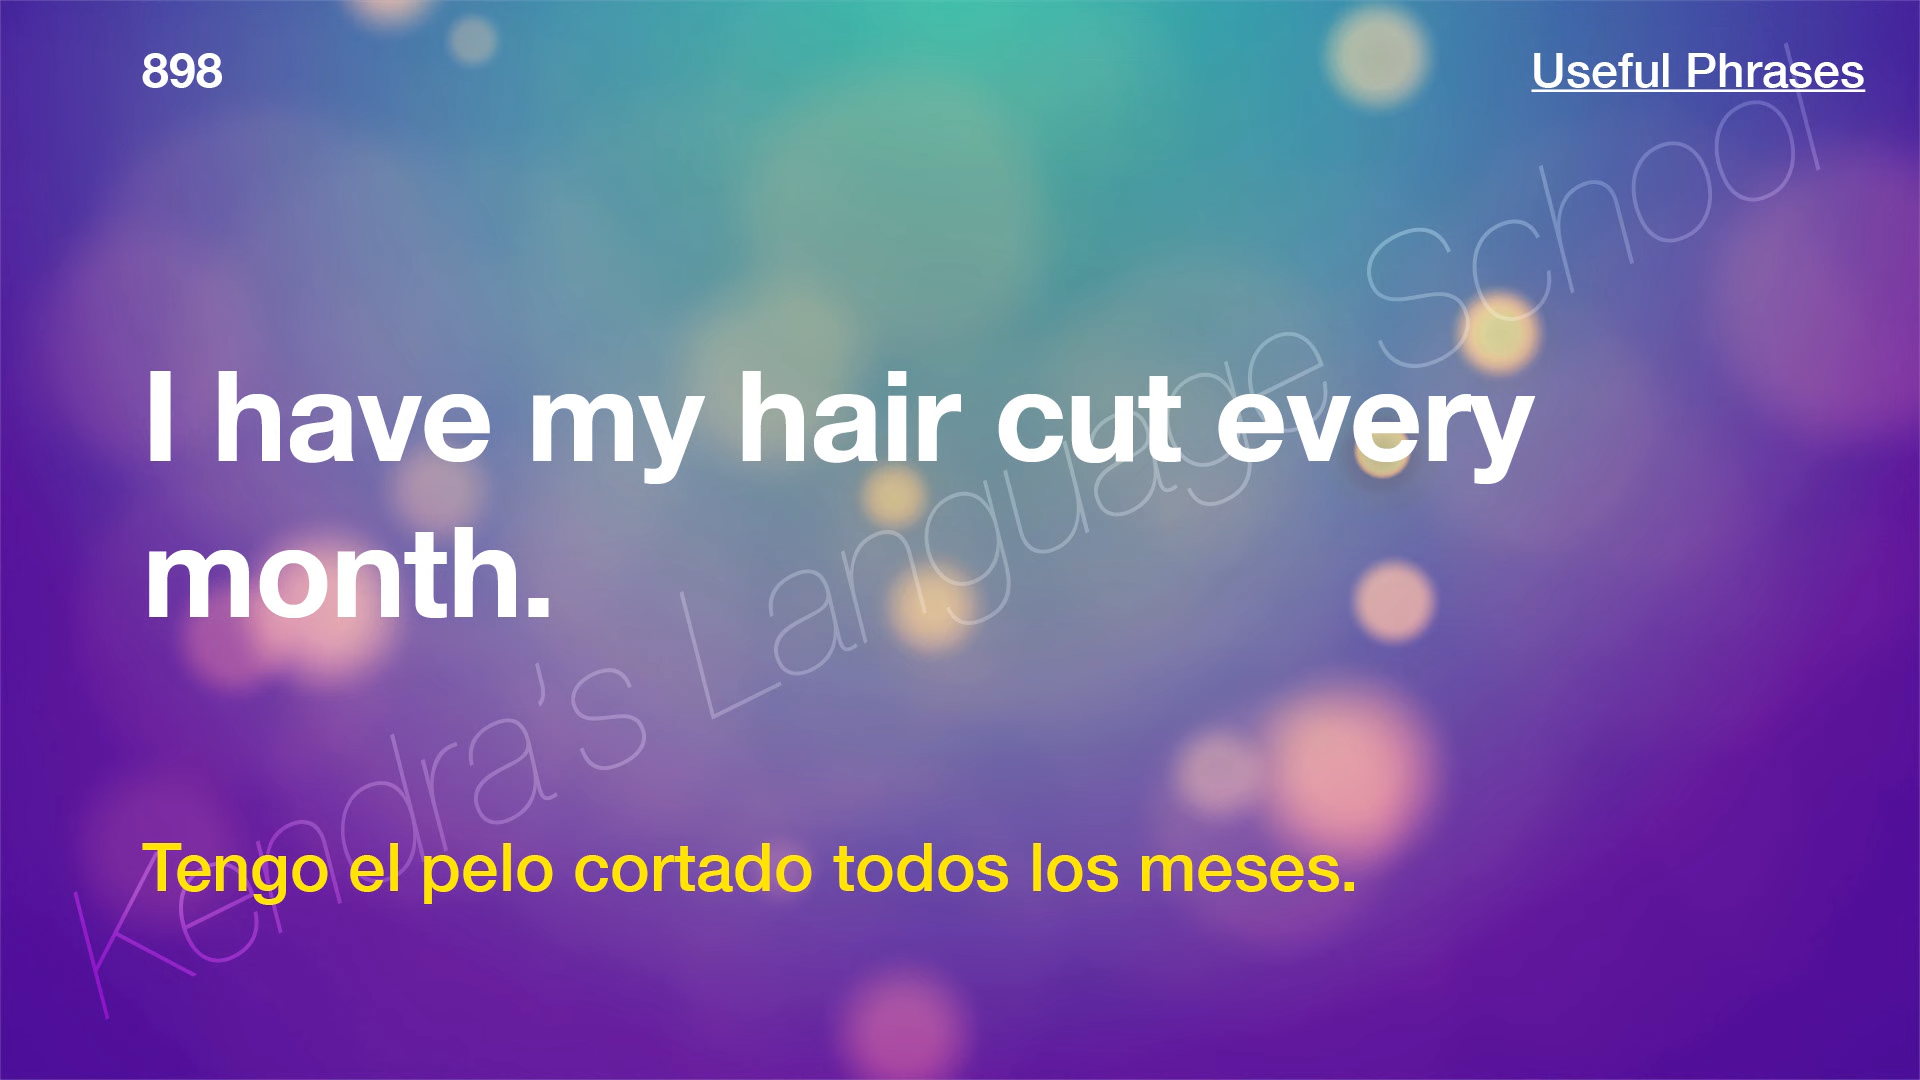 898
Useful Phrases
I have my hair cut every
month.
Tengo el pelo cortado todos los meses.
Kendra's Language School